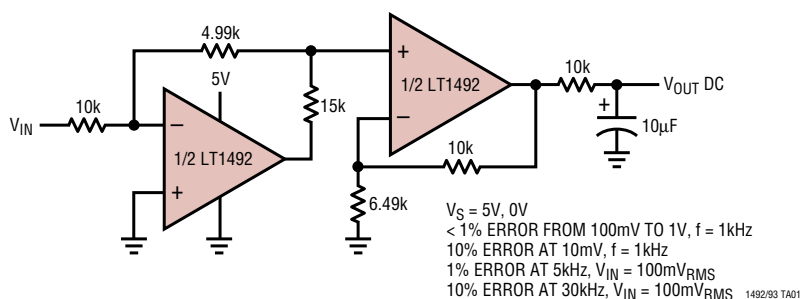 4.99k
5V
10k
V_IN
15k
1/2 LT1492
1/2 LT1492
10k
V_OUT DC
10µF
10k
6.49k
+
–
+
–
+
V_S = 5V, 0V
< 1% ERROR FROM 100mV TO 1V, f = 1kHz
10% ERROR AT 10mV, f = 1kHz
1% ERROR AT 5kHz, V_IN = 100mV_RMS
10% ERROR AT 30kHz, V_IN = 100mV_RMS
1492/93 TA01